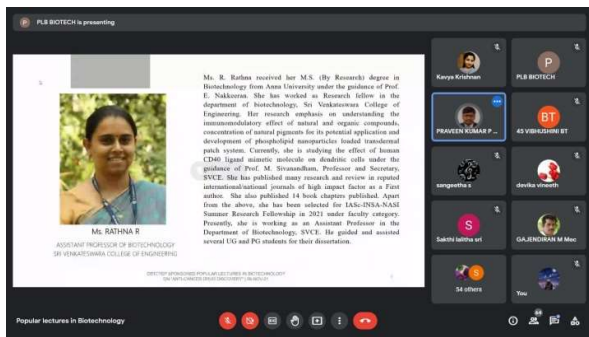 PLB BIOTECH is presenting
Ms. R. Rathna received her M.S. (By Research) degree in
Biotechnology from Anna University under the guidance of Prof.
E. Nakkeeran. She has worked as Research fellow in the
department of biotechnology, Sri Venkateswara College of
Engineering. Her research emphasis on understanding the
immunomodulatory effect of natural and organic compounds,
concentration of natural pigments for its potential application and
development of phospholipid nanoparticles loaded transdermal
patch system. Currently, she is studying the effect of human
CD40 ligand mimetic molecule on dendritic cells under the
guidance of Prof. M. Sivanandham, Professor and Secretary,
SVCE. She has published many research and review in reputed
international/national journals of high impact factor as a First
author. She also published 14 book chapters published. Apart
from the above, she has been selected for IASc-INSA-NASI
Summer Research Fellowship in 2021 under faculty category.
Presently, she is working as an Assistant Professor in the
Department of Biotechnology, SVCE. He guided and assisted
several UG and PG students for their dissertation.
Ms. RATHNA R
ASSISTANT PROFESSOR OF BIOTECHNOLOGY
SRI VENKATESWARA COLLEGE OF ENGINEERING
Kavya Krishnan
P
PLB BIOTECH
PRAVEEN KUMAR P ...
BT
45 VIBHUSHINI BT
sangeetha s
devika vineeth
S
Sakthi lalitha sri
GAJENDIRAN M Mec
S
54 others
You
Popular lectures in Biotechnology
64